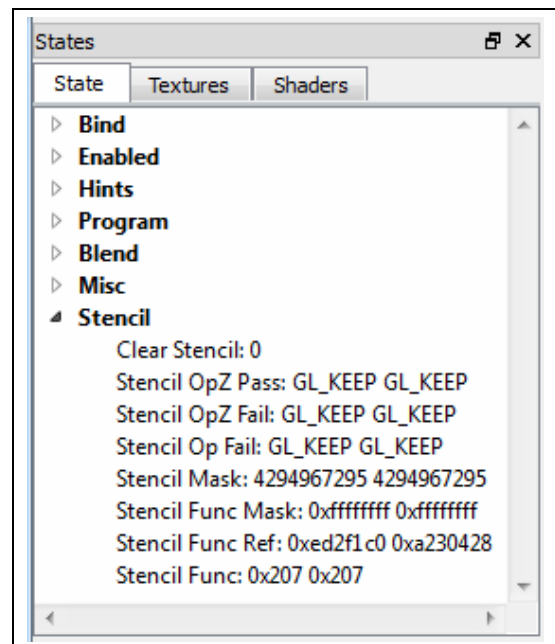 States
State Textures Shaders
Bind
Enabled
Hints
Program
Blend
Misc
Stencil
Clear Stencil: 0
Stencil OpZ Pass: GL_KEEP GL_KEEP
Stencil OpZ Fail: GL_KEEP GL_KEEP
Stencil Op Fail: GL_KEEP GL_KEEP
Stencil Mask: 4294967295 4294967295
Stencil Func Mask: 0xffffffff 0xffffffff
Stencil Func Ref: 0xed2f1c0 0xa230428
Stencil Func: 0x207 0x207